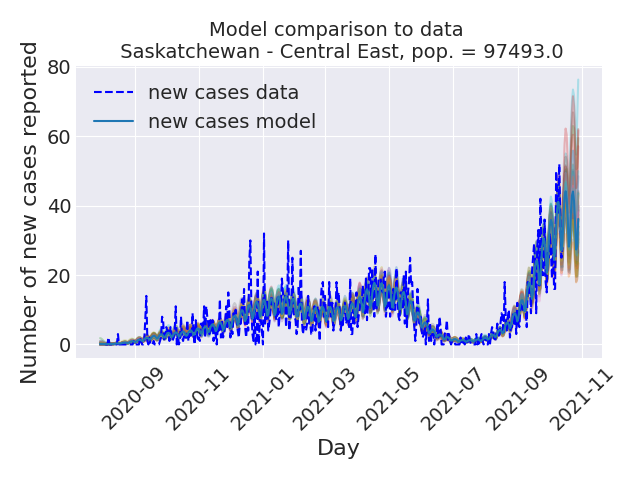 Model comparison to data
Saskatchewan - Central East, pop. = 97493.0
Number of new cases reported
80
60
40
20
0
new cases data
new cases model
2020-09
2020-11
2021-01
2021-03
2021-05
2021-07
2021-09
2021-11
Day